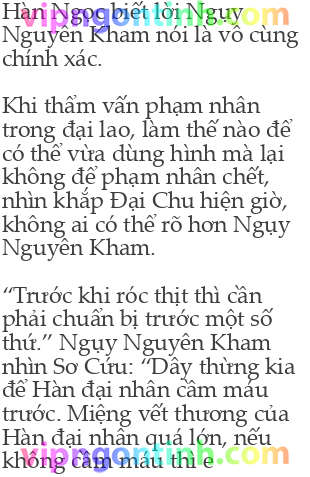 Hàn Ngọc biết lời Ngụy
vipngontinh.com
Nguyên Kham nói là vô cùng
chính xác.
Khi thẩm vấn phạm nhân
trong đại lao, làm thế nào để
có thể vừa dùng hình mà lại
không để phạm nhân chết,
nhìn khắp Đại Chu hiện giờ,
không ai có thể rõ hơn Ngụy
Nguyên Kham.
“Trước khi róc thịt thì cần
phải chuẩn bị trước một số
thứ.” Ngụy Nguyên Kham
nhìn Sơ Cửu: “Dây thừng kia
để Hàn đại nhân cầm máu
trước. Miệng vết thương của
Hàn đại nhân quá lớn, nếu
không cầm máu thì e
vipngontinh.com